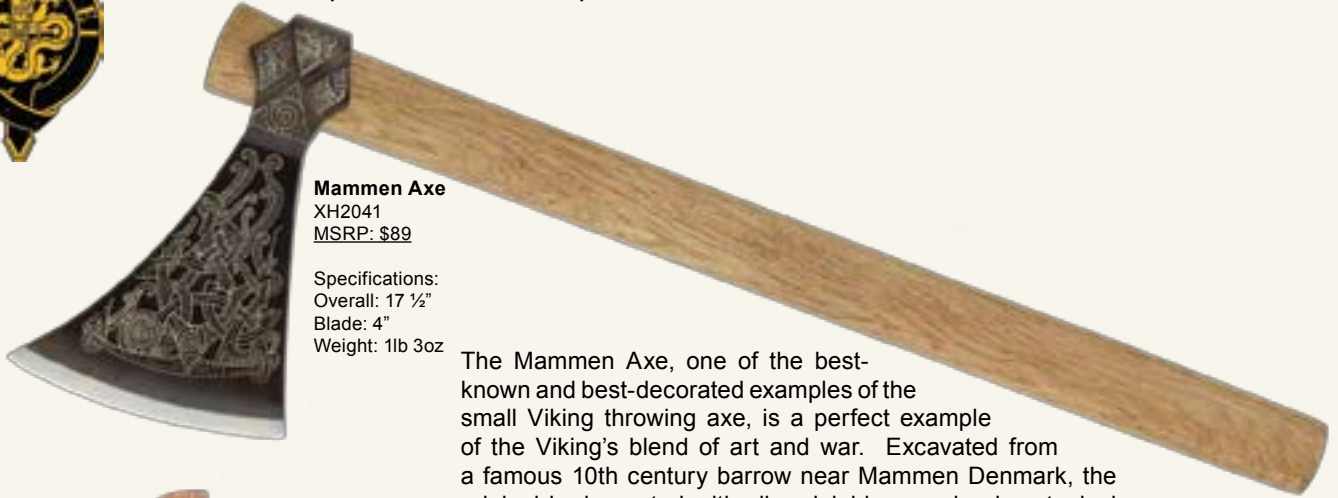 Mammen Axe
XH2041
MSRP: $89
Specifications:
Overall: 17 ½”
Blade: 4”
Weight: 1lb 3oz
The Mammen Axe, one of the best-
known and best-decorated examples of the
small Viking throwing axe, is a perfect example
of the Viking’s blend of art and war. Excavated from
a famous 10th century barrow near Mammen Denmark, the